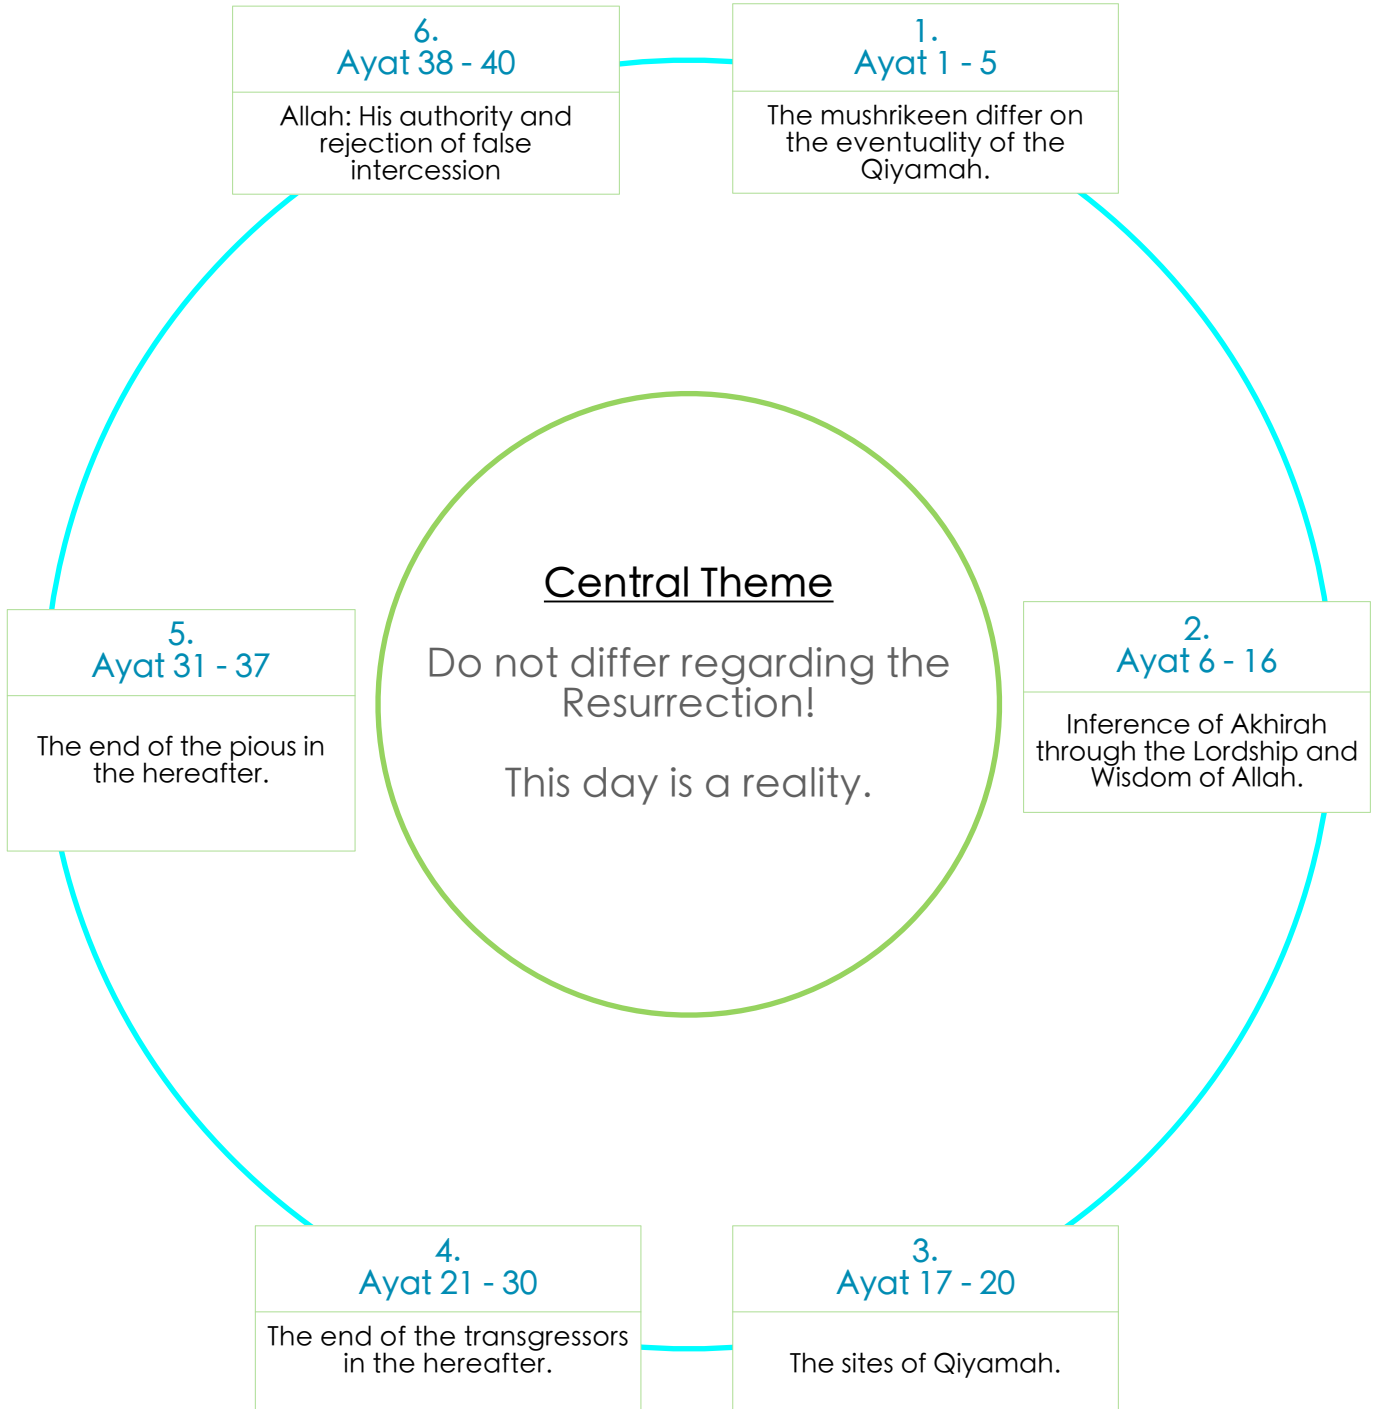 6.
Ayat 38 - 40
Allah: His authority and
rejection of false
intercession
1.
Ayat 1 - 5
The mushrikeen differ on
the eventuality of the
Qiyamah.
5.
Ayat 31 - 37
The end of the pious in
the hereafter.
Central Theme
Do not differ regarding the
Resurrection!
This day is a reality.
2.
Ayat 6 - 16
Inference of Akhirah
through the Lordship and
Wisdom of Allah.
4.
Ayat 21 - 30
The end of the transgressors
in the hereafter.
3.
Ayat 17 - 20
The sites of Qiyamah.